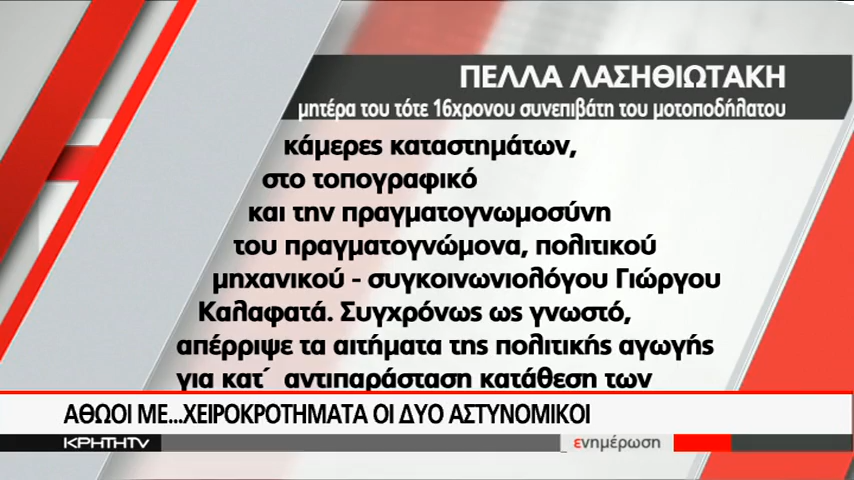 ΠΕΛΛΑ ΛΑΣΗΘΙΩΤΑΚΗ
μητέρα του τότε 16χρονου συνεπιβάτη του μοτοποδήλατου
κάμερες καταστημάτων,
στο τοπογραφικό
και την πραγματογνωμοσύνη
του πραγματογνώμονα, πολιτικού
μηχανικού - συγκοινωνιολόγου Γιώργου
Καλαφατά. Συγχρόνως ως γνωστό,
απέρριψε τα αιτήματα της πολιτικής αγωγής
για κατ΄ αντιπαράσταση κατάθεση των
ΑΘΩΟΙ ΜΕ...ΧΕΙΡΟΚΡΟΤΗΜΑΤΑ ΟΙ ΔΥΟ ΑΣΤΥΝΟΜΙΚΟΙ
ΚΡΗΤΗTV
ενημέρωση